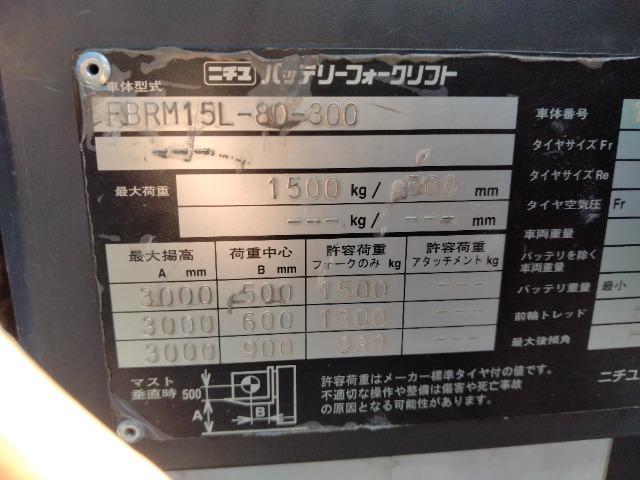 ニチユ バッテリーフォークリフト
車体型式
FBRM15L-80-300
---
最大荷重 1500 kg / 500 mm
--- kg / --- mm
最大揚高 A mm 荷重中心 B mm 許容荷重 フォークのみ kg 許容荷重 アタッチメント kg
3000 500 1500 ---
3000 600 1300 ---
3000 900 930 ---
マスト
垂直時 500
A
B
許容荷重はメーカー標準タイヤ付の値です。
不適切な操作や整備は傷害や死亡事故
の原因となる可能性があります。
車体番号
タイヤサイズ Fr
タイヤサイズ Re
タイヤ空気圧 Fr
車両重量
バッテリを除く
車両重量
バッテリ重量 最小
前輪トレッド
最大後傾角
ニチユ